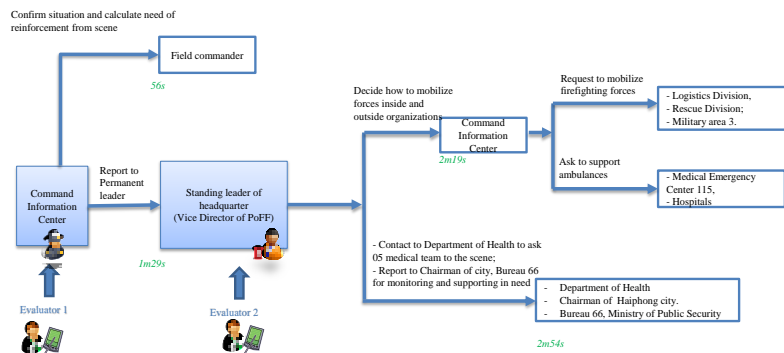 Confirm situation and calculate need of
reinforcement from scene
Field commander
56s
Command
Information
Center
Report to
Permanent
leader
1m29s
Standing leader of
headquarter
(Vice Director of PoFF)
Evaluator 1
Evaluator 2
Decide how to mobilize
forces inside and
outside organizations
Command
Information
Center
2m19s
Request to mobilize
firefighting forces
- Logistics Division,
- Rescue Division;
- Military area 3.
Ask to support
ambulances
- Medical Emergency
Center 115,
- Hospitals
- Contact to Department of Health to ask
05 medical team to the scene;
- Report to Chairman of city, Bureau 66
for monitoring and supporting in need
- Department of Health
- Chairman of Haiphong city.
- Bureau 66, Ministry of Public Security
2m54s